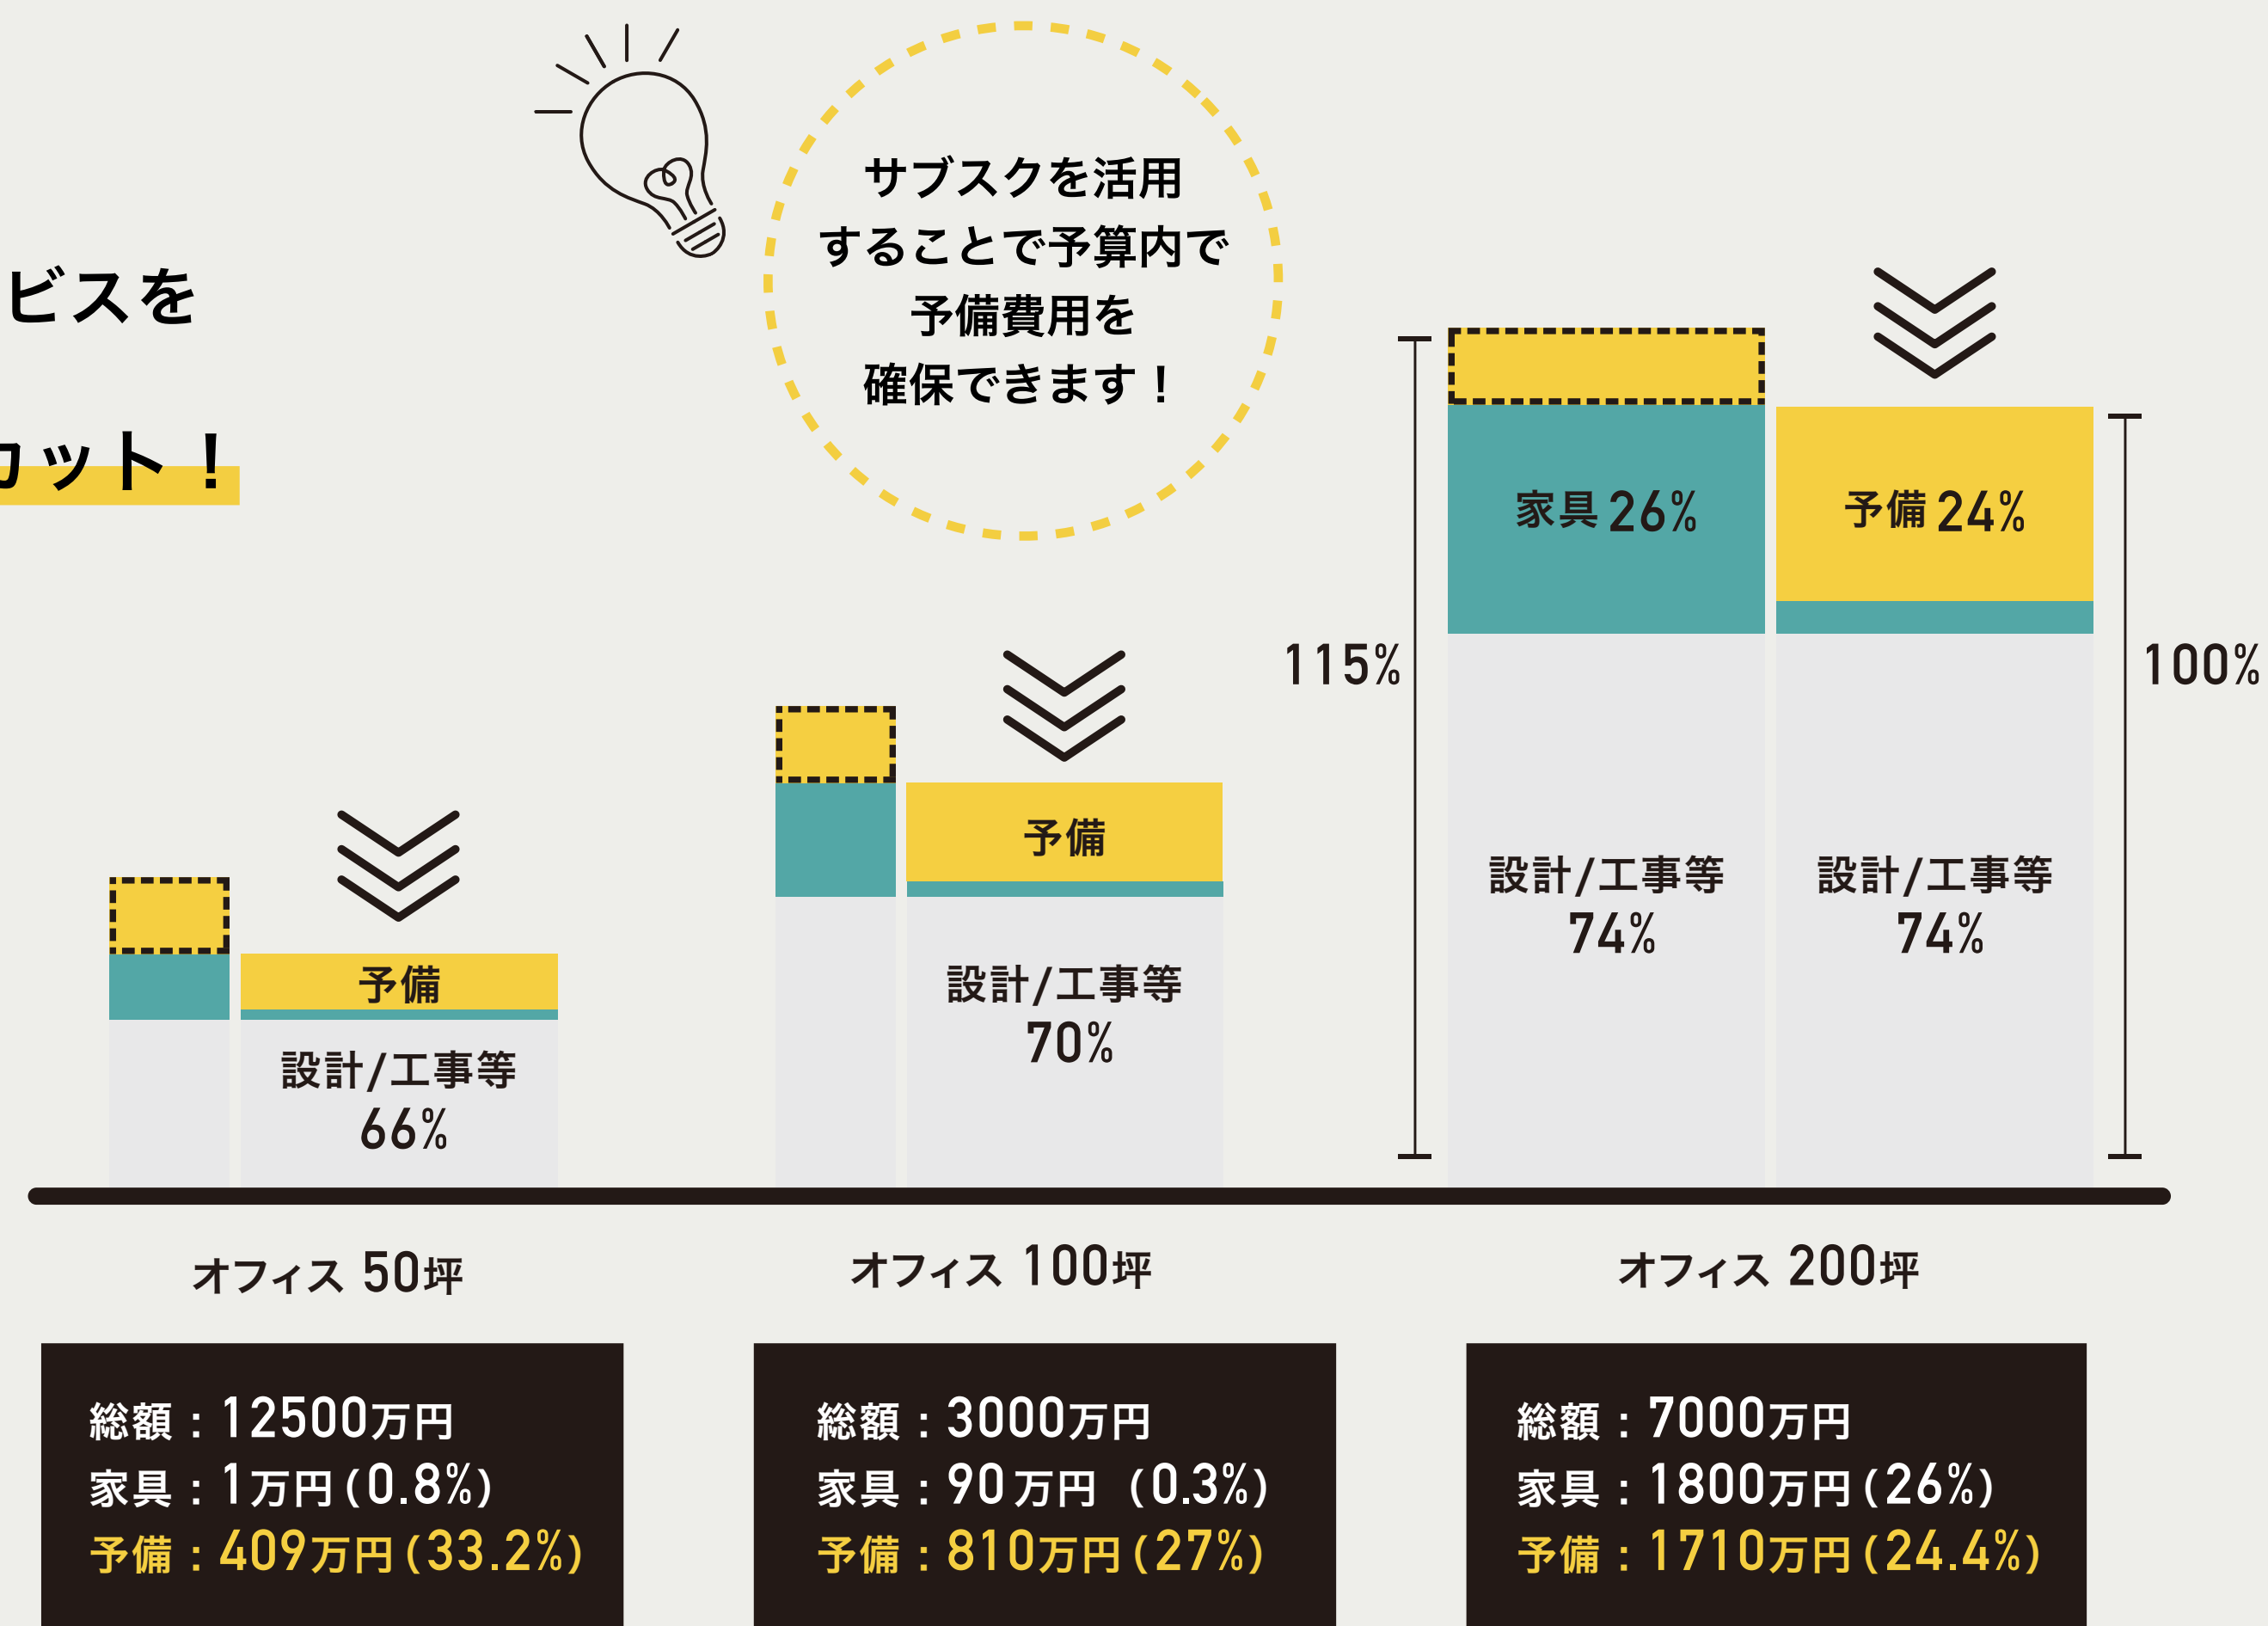 ビスを
カット！
サブスクを活用
することで予算内で
予備費用を
確保できます！
115%
家具 26%
予備 24%
100%
設計/工事等
74%
設計/工事等
74%
予備
設計/工事等
70%
予備
設計/工事等
66%
オフィス 50坪
オフィス 100坪
オフィス 200坪
総額：12500万円
家具：1万円(0.8%)
予備：409万円(33.2%)
総額：3000万円
家具：90万円 (0.3%)
予備：810万円(27%)
総額：7000万円
家具：1800万円(26%)
予備：1710万円(24.4%)